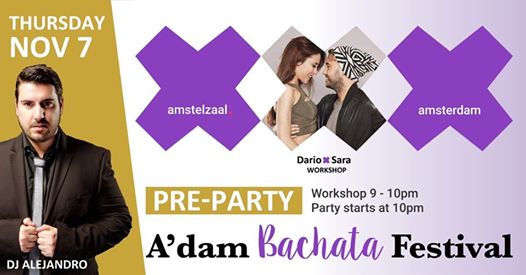 THURSDAY
NOV 7
DJ ALEJANDRO
amstelzaal.
amsterdam
Dario x Sara
WORKSHOP
PRE-PARTY
Workshop 9 - 10pm
Party starts at 10pm
A'dam Bachata Festival